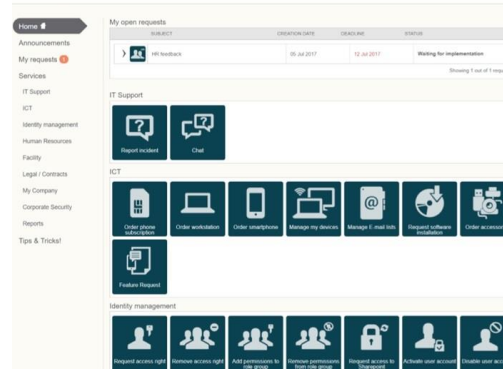 Home
Announcements
My requests 1
Services
IT Support
ICT
Identity management
Human Resources
Facility
Legal / Contracts
My Company
Corporate Security
Reports
Tips & Tricks!
My open requests
SUBJECT CREATION DATE DEADLINE STATUS
HR feedback 05 Jul 2017 12 Jul 2017 Waiting for implementation
Showing 1 out of 1 requ
IT Support
Report incident Chat
ICT
Order phone subscription
Order workstation
Order smartphone
Manage my devices
Manage E-mail lists
Request software installation
Order accessor
Feature Request
Identity management
Request access right
Remove access right
Add permissions to role group
Remove permissions from role group
Request access to Sharepoint
Activate user account
Disable user acco